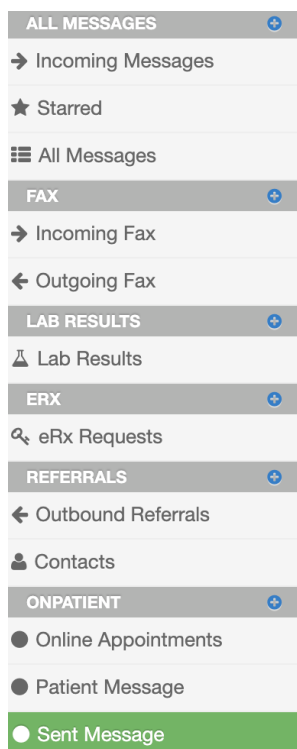 ALL MESSAGES
Incoming Messages
Starred
All Messages
FAX
Incoming Fax
Outgoing Fax
LAB RESULTS
Lab Results
ERX
eRx Requests
REFERRALS
Outbound Referrals
Contacts
ONPATIENT
Online Appointments
Patient Message
Sent Message